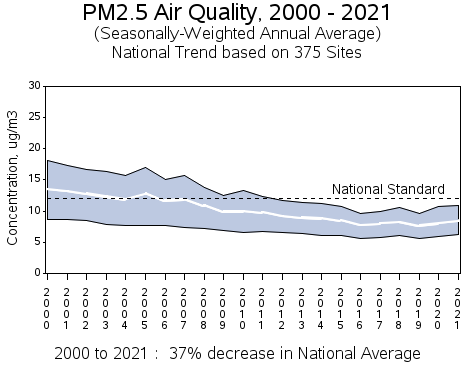 PM2.5 Air Quality, 2000 - 2021
(Seasonally-Weighted Annual Average)
National Trend based on 375 Sites
Concentration, ug/m3
30
25
20
15
10
5
0
National Standard
2000 2001 2002 2003 2004 2005 2006 2007 2008 2009 2010 2011 2012 2013 2014 2015 2016 2017 2018 2019 2020 2021
2000 to 2021 : 37% decrease in National Average